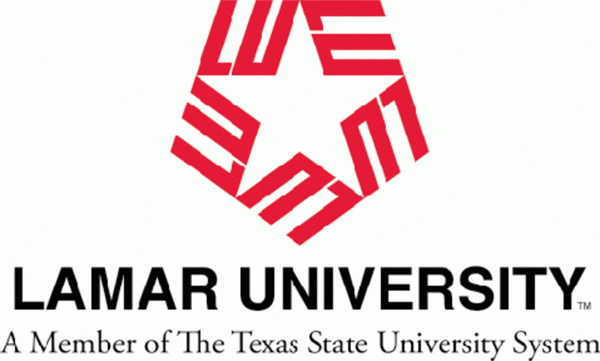 LAMAR UNIVERSITY™
A Member of The Texas State University System